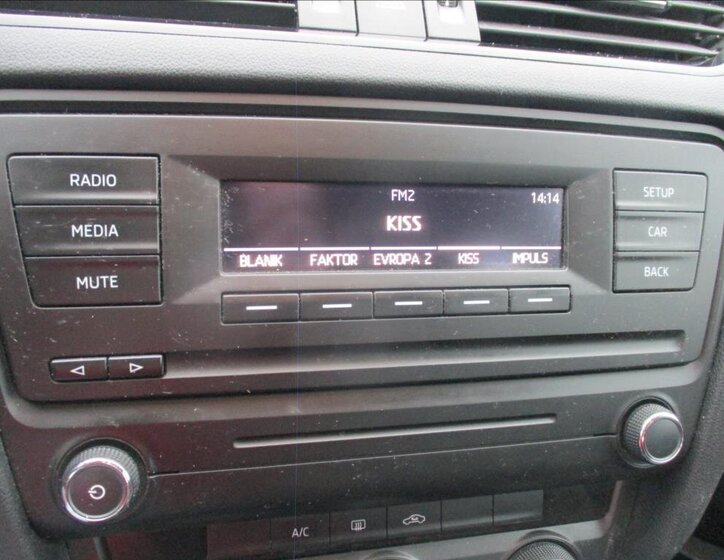 RADIO
MEDIA
MUTE
FM2
14:14
KISS
BLANIK FAKTOR EVROPA 2 KISS IMPULS
SETUP
CAR
BACK
A/C